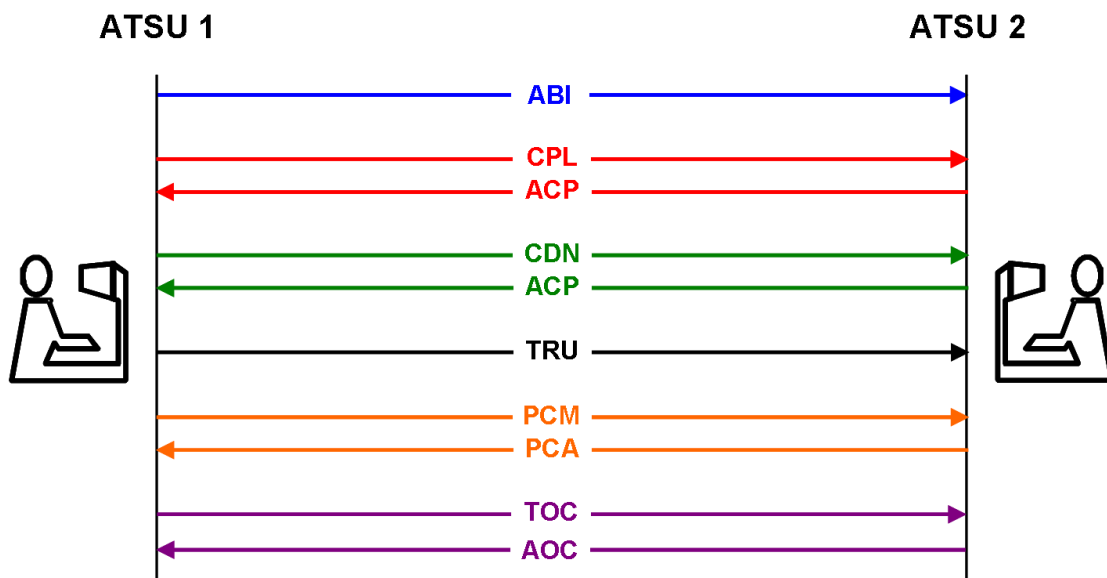 ATSU 1
ATSU 2
ABI
CPL
ACP
CDN
ACP
TRU
PCM
PCA
TOC
AOC